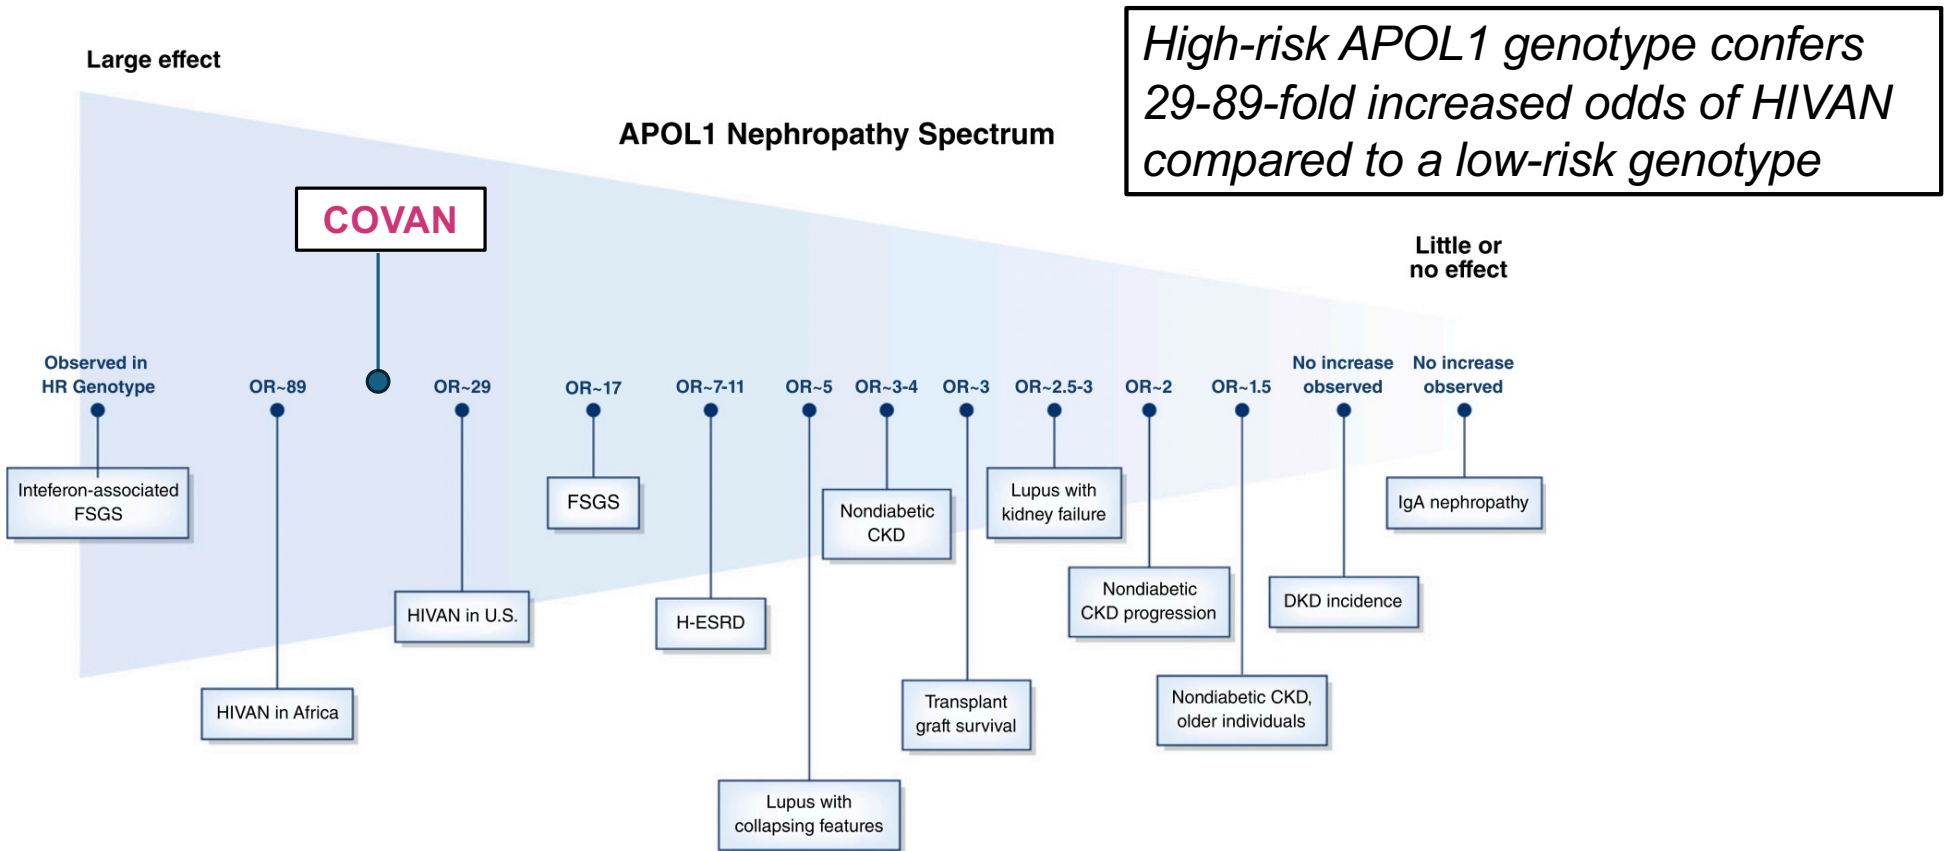 High-risk APOL1 genotype confers
29-89-fold increased odds of HIVAN
compared to a low-risk genotype
Large effect
APOL1 Nephropathy Spectrum
COVAN
Little or
no effect
Observed in
HR Genotype
OR~89
OR~29
OR~17
OR~7-11
OR~5
OR~3-4
OR~3
OR~2.5-3
OR~2
OR~1.5
No increase
observed
No increase
observed
Inteferon-associated
FSGS
HIVAN in Africa
HIVAN in U.S.
FSGS
H-ESRD
Lupus with
collapsing features
Nondiabetic
CKD
Transplant
graft survival
Lupus with
kidney failure
Nondiabetic
CKD progression
Nondiabetic CKD,
older individuals
DKD incidence
IgA nephropathy